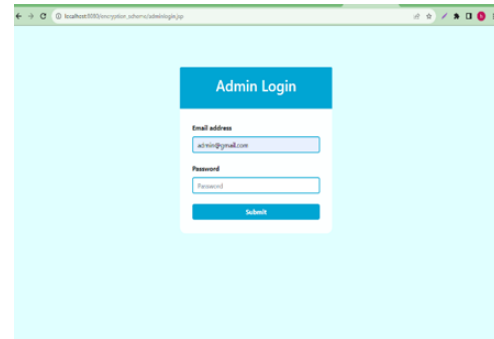 localhost:8080/encryption_scheme/adminlogin.jsp
Admin Login
Email address
admin@gmail.com
Password
Password
Submit